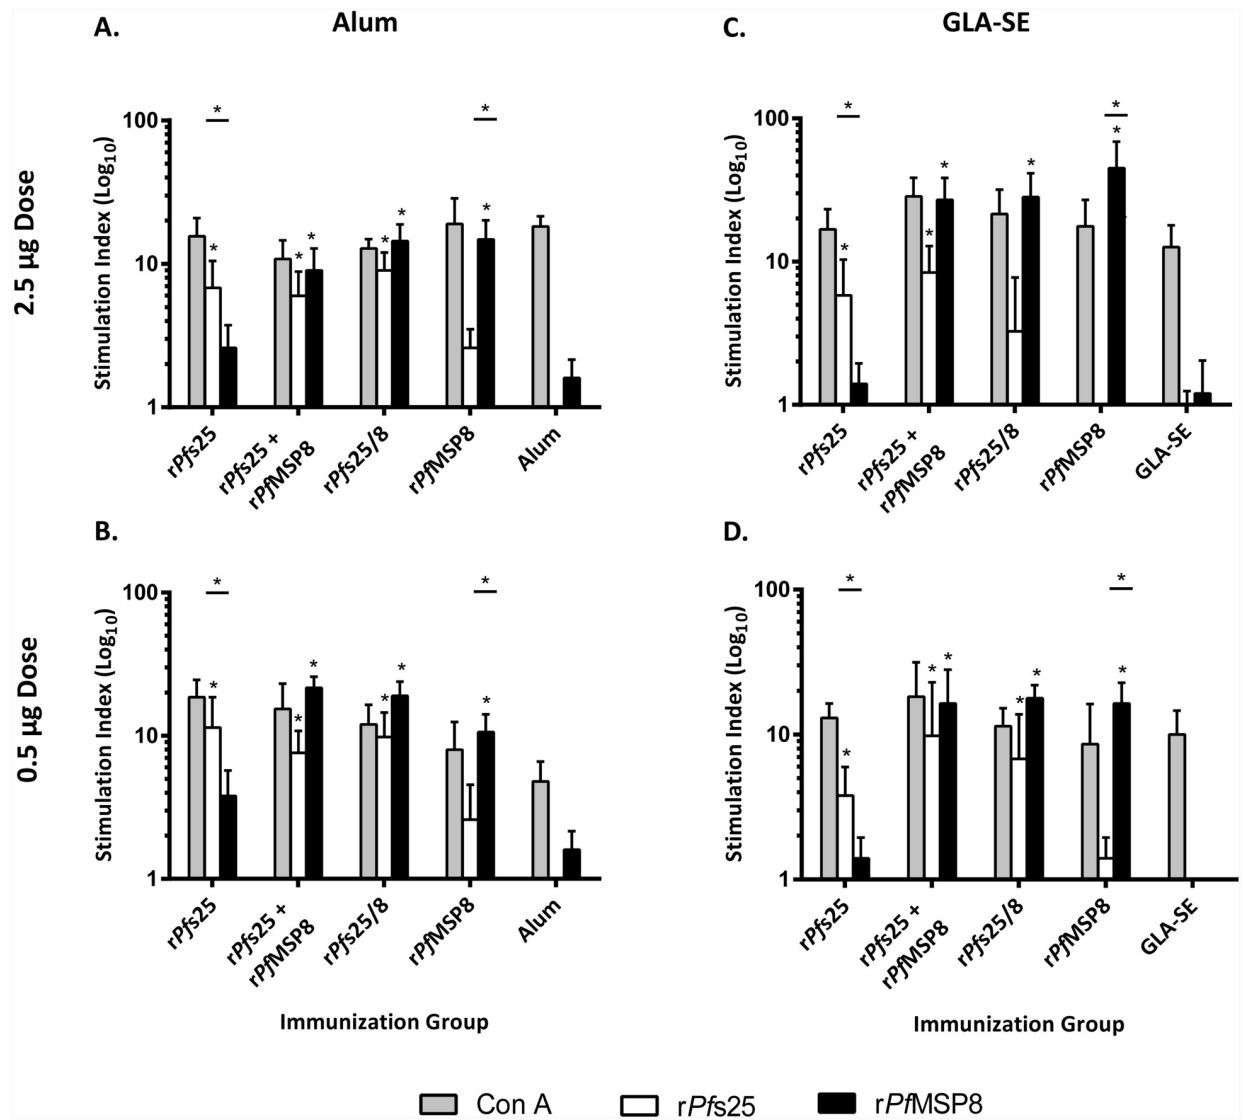 A.
Alum
2.5 µg Dose
Stimulation Index (Log10)
100
10
1
* *
* * * * * * *
rPfs25
rPfs25 +
rPfMSP8
rPfs25/8
rPfMSP8
Alum
C.
GLA-SE
Stimulation Index (Log10)
100
10
1
* *
* * * * *
rPfs25
rPfs25 +
rPfMSP8
rPfs25/8
rPfMSP8
GLA-SE
B.
0.5 µg Dose
Stimulation Index (Log10)
100
10
1
* *
* * * * * *
rPfs25
rPfs25 +
rPfMSP8
rPfs25/8
rPfMSP8
Alum
Immunization Group
D.
Stimulation Index (Log10)
100
10
1
* *
* * * * * *
rPfs25
rPfs25 +
rPfMSP8
rPfs25/8
rPfMSP8
GLA-SE
Immunization Group
Con A rPfs25 rPfMSP8